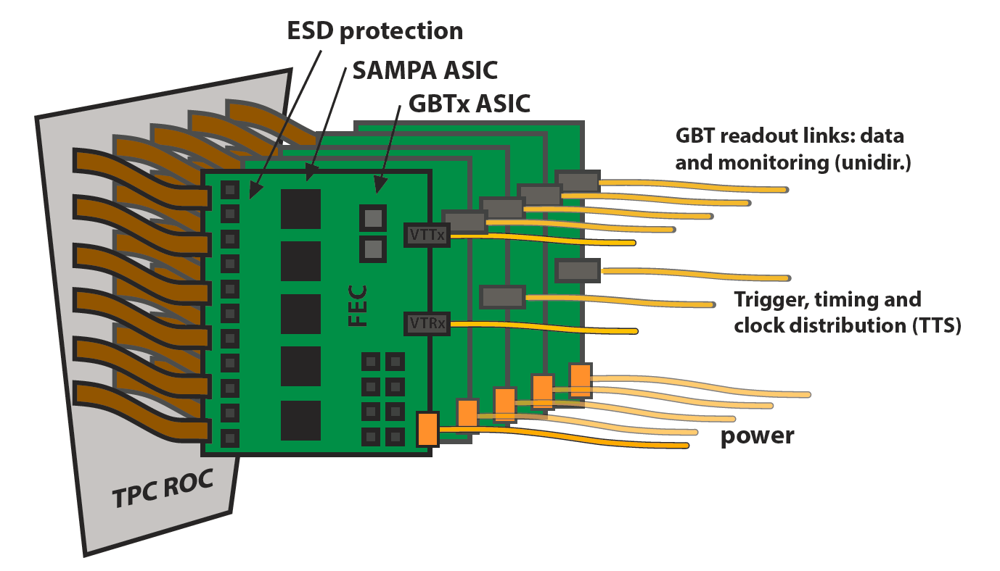 ESD protection
SAMPA ASIC
GBTx ASIC
GBT readout links: data
and monitoring (unidir.)
VTTx
FEC
VTRx
Trigger, timing and
clock distribution (TTS)
power
TPC ROC